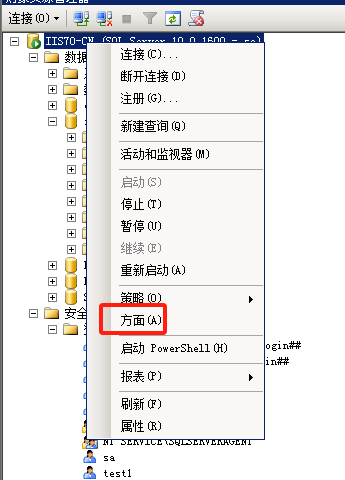 连接(O)
IIS70-CN (SQL Server 10.0.1600 - sa)
数据
连接(C)...
断开连接(D)
注册(G)...
新建查询(Q)
活动和监视器(M)
启动(S)
停止(T)
暂停(U)
继续(E)
重新启动(A)
策略(O)
方面(A)
安全
启动 PowerShell(H)
ogin##
in##
报表(P)
刷新(F)
属性(R)
NT SERVICE\SQLSERVERAGENT
sa
test1